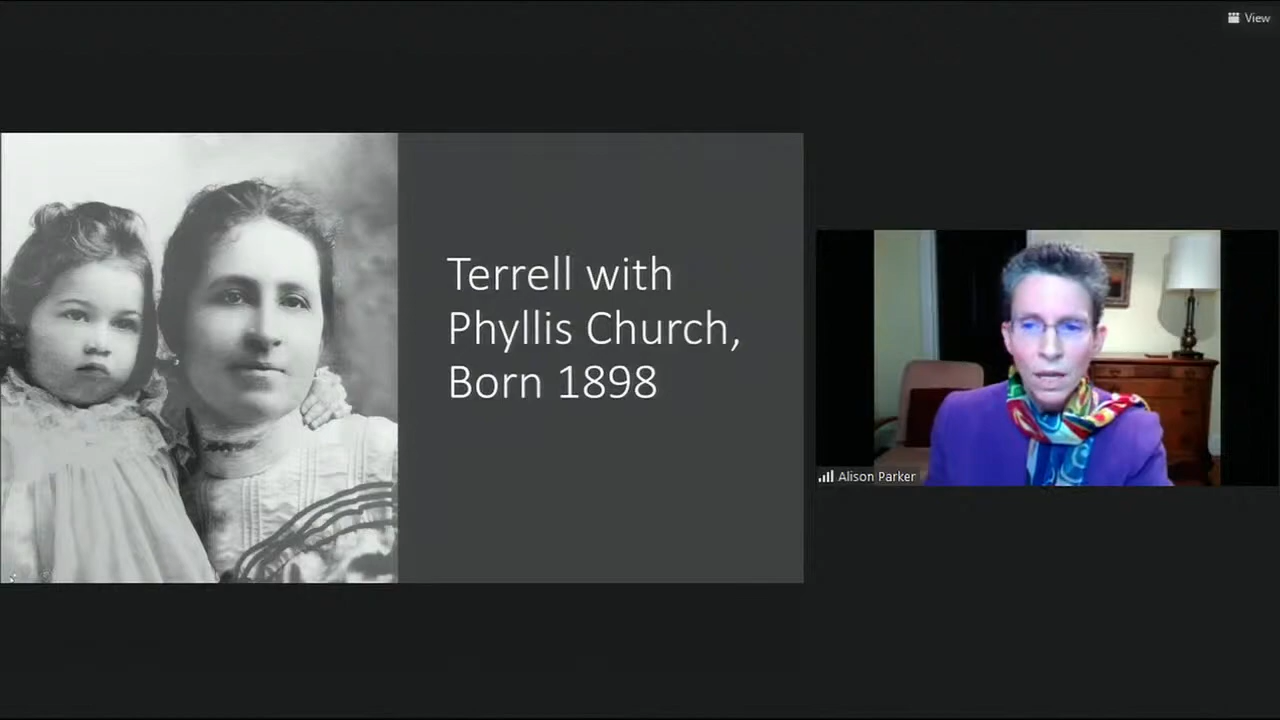 View
Terrell with
Phyllis Church,
Born 1898
Alison Parker